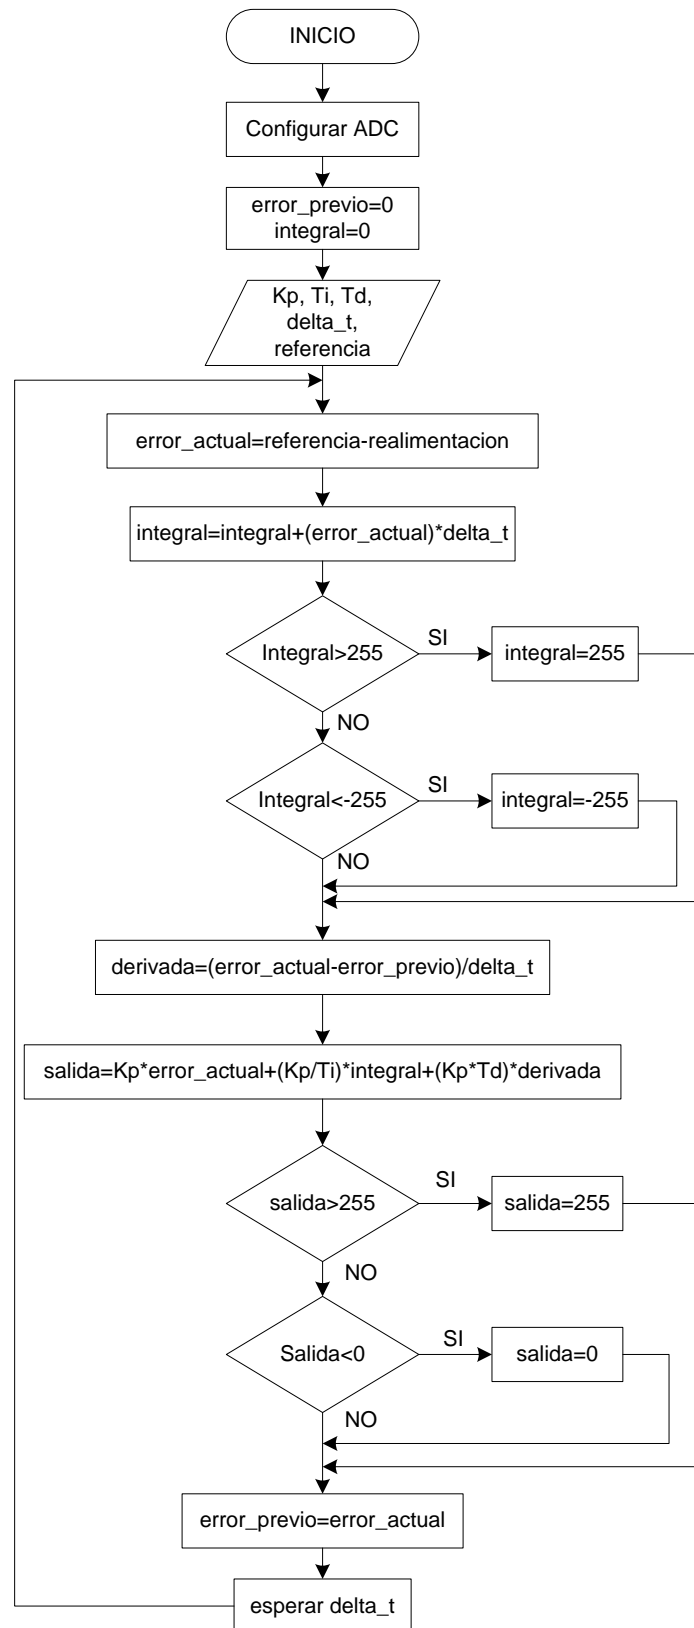 INICIO
Configurar ADC
error_previo=0
integral=0
Kp, Ti, Td,
delta_t,
referencia
error_actual=referencia-realimentacion
integral=integral+(error_actual)*delta_t
Integral>255
SI
integral=255
NO
Integral<-255
SI
integral=-255
NO
derivada=(error_actual-error_previo)/delta_t
salida=Kp*error_actual+(Kp/Ti)*integral+(Kp*Td)*derivada
salida>255
SI
salida=255
NO
Salida<0
SI
salida=0
NO
error_previo=error_actual
esperar delta_t